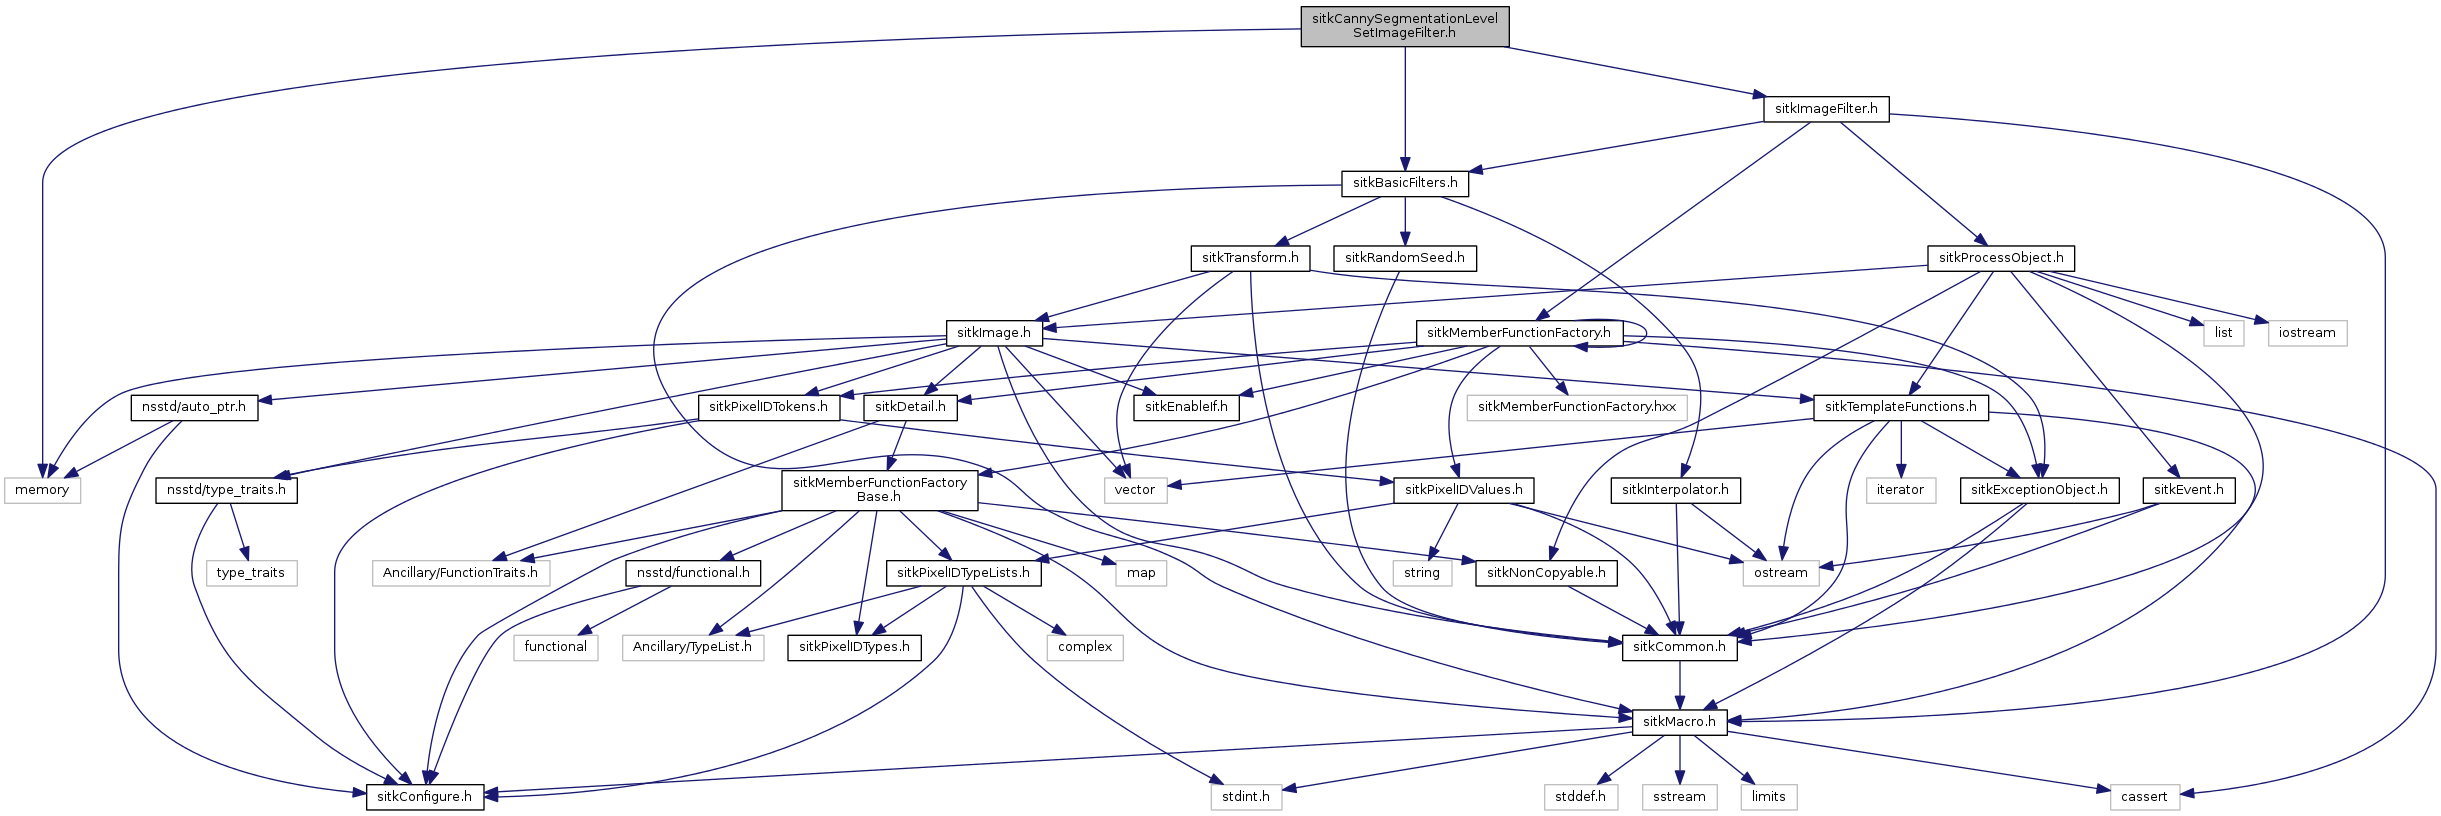 sitkCannySegmentationLevel
SetImageFilter.h
sitkImageFilter.h
sitkBasicFilters.h
sitkTransform.h
sitkRandomSeed.h
sitkProcessObject.h
sitkImage.h
sitkMemberFunctionFactory.h
list
iostream
nsstd/auto_ptr.h
sitkPixelIDTokens.h
sitkDetail.h
sitkEnableIf.h
sitkMemberFunctionFactory.hxx
sitkTemplateFunctions.h
memory
nsstd/type_traits.h
sitkMemberFunctionFactory
Base.h
vector
sitkPixelIDValues.h
sitkInterpolator.h
iterator
sitkExceptionObject.h
sitkEvent.h
type_traits
Ancillary/FunctionTraits.h
nsstd/functional.h
sitkPixelIDTypeLists.h
map
string
sitkNonCopyable.h
ostream
functional
Ancillary/TypeList.h
sitkPixelIDTypes.h
complex
sitkCommon.h
sitkMacro.h
sitkConfigure.h
stdint.h
stddef.h
sstream
limits
cassert